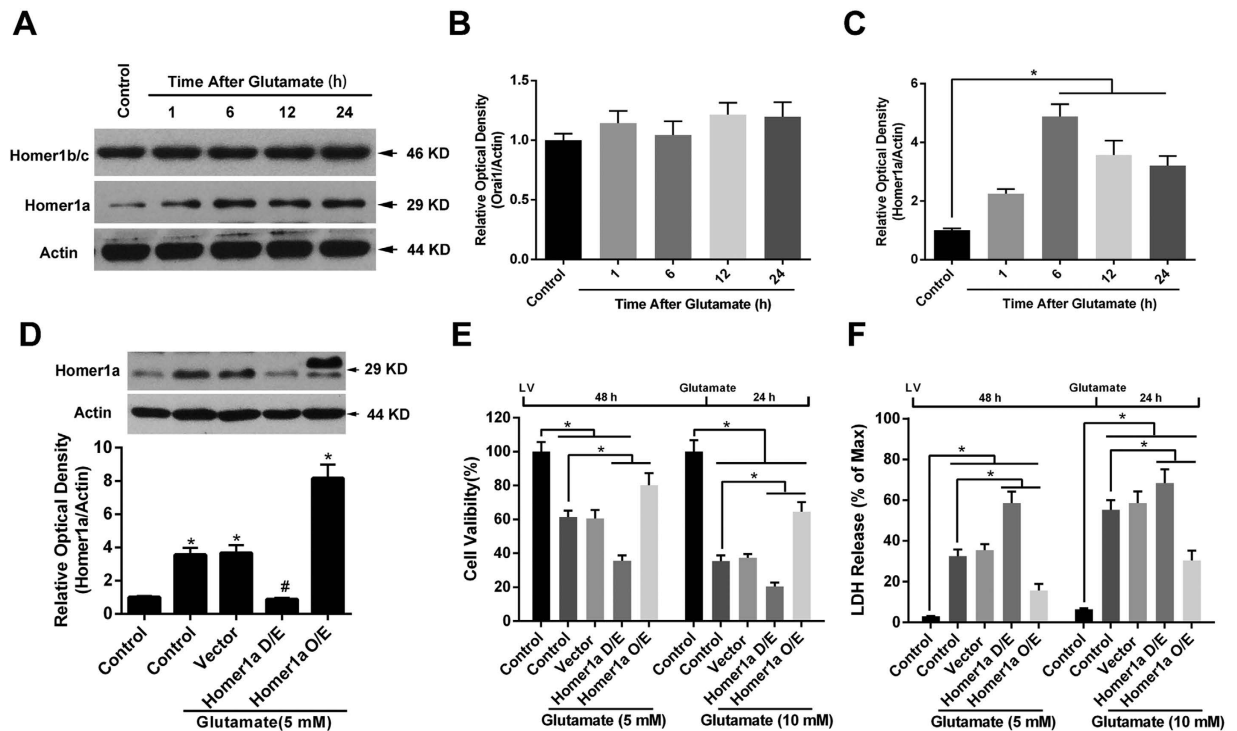 A
Control
Time After Glutamate (h)
1 6 12 24
Homer1b/c
46 KD
Homer1a
29 KD
Actin
44 KD
B
Relative Optical Density
(Orai1/Actin)
1.5
1.0
0.5
0.0
Control
1
6
12
24
Time After Glutamate (h)
C
Relative Optical Density
(Homer1a/Actin)
6
4
2
0
*
Control
1
6
12
24
Time After Glutamate (h)
D
Homer1a
29 KD
Actin
44 KD
Relative Optical Density
(Homer1a/Actin)
10
8
6
4
2
0
*
*
#
*
Control
Control
Vector
Homer1a D/E
Homer1a O/E
Glutamate(5 mM)
E
LV
Glutamate
48 h
24 h
Cell Valibilty(%)
120
100
80
60
40
20
0
*
*
*
*
Control
Control
Vector
Homer1a D/E
Homer1a O/E
Control
Control
Vector
Homer1a D/E
Homer1a O/E
Glutamate (5 mM)
Glutamate (10 mM)
F
LV
Glutamate
48 h
24 h
LDH Release (% of Max)
100
80
60
40
20
0
*
*
*
*
Control
Control
Vector
Homer1a D/E
Homer1a O/E
Control
Control
Vector
Homer1a D/E
Homer1a O/E
Glutamate (5 mM)
Glutamate (10 mM)